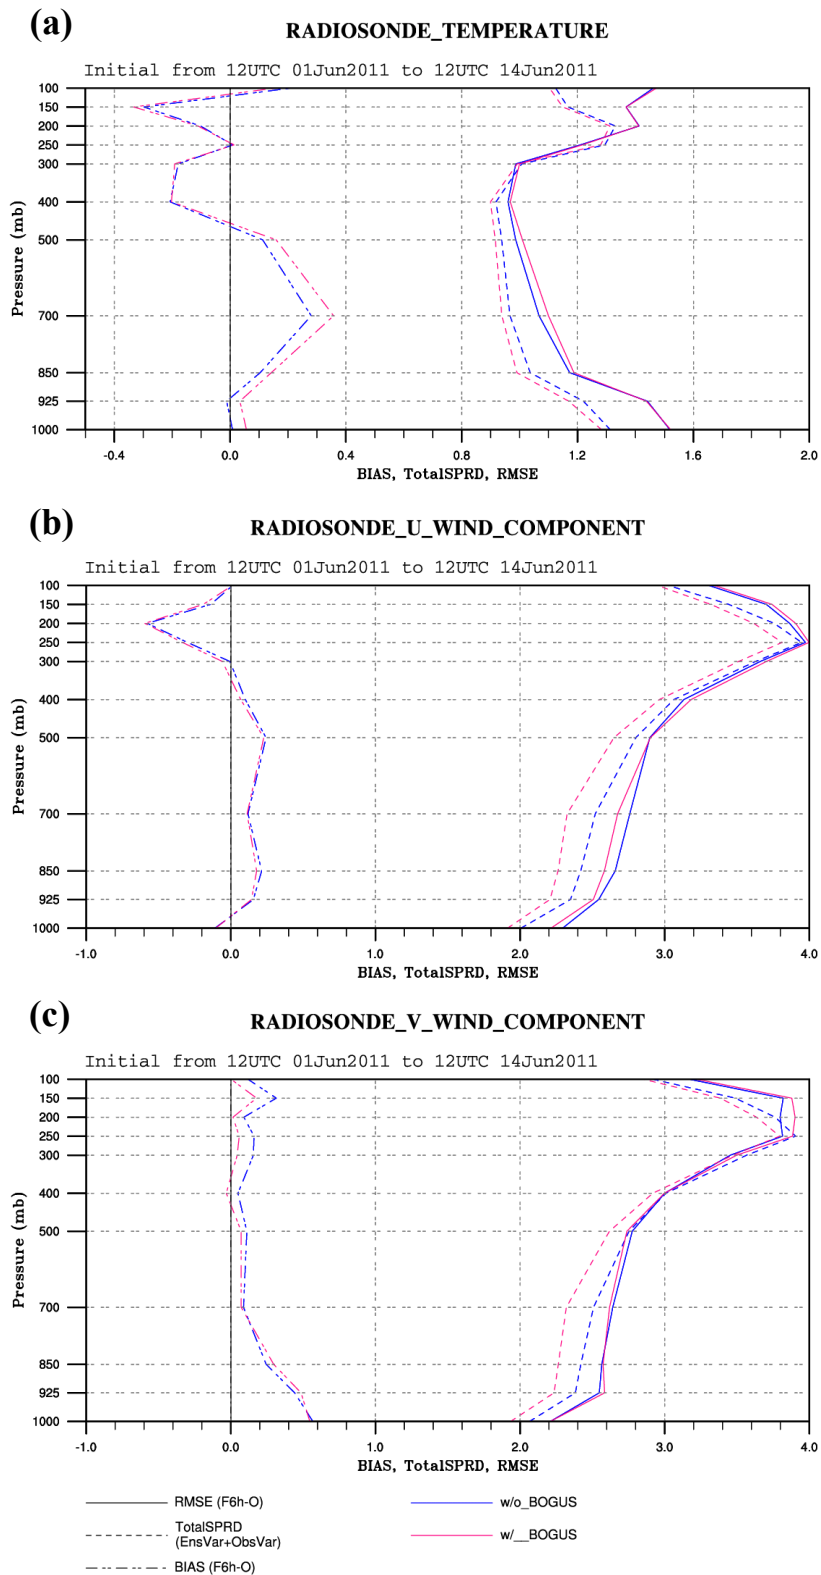 (a)
RADIOSONDE_TEMPERATURE
Initial from 12UTC 01Jun2011 to 12UTC 14Jun2011
100
150
200
250
300
400
500
700
850
925
1000
Pressure (mb)
-0.4 0.0 0.4 0.8 1.2 1.6 2.0
BIAS, TotalSPRD, RMSE
(b)
RADIOSONDE_U_WIND_COMPONENT
Initial from 12UTC 01Jun2011 to 12UTC 14Jun2011
100
150
200
250
300
400
500
700
850
925
1000
Pressure (mb)
-1.0 0.0 1.0 2.0 3.0 4.0
BIAS, TotalSPRD, RMSE
(c)
RADIOSONDE_V_WIND_COMPONENT
Initial from 12UTC 01Jun2011 to 12UTC 14Jun2011
100
150
200
250
300
400
500
700
850
925
1000
Pressure (mb)
-1.0 0.0 1.0 2.0 3.0 4.0
BIAS, TotalSPRD, RMSE
RMSE (F6h-O) w/o_BOGUS
TotalSPRD
(EnsVar+ObsVar) w/__BOGUS
BIAS (F6h-O)